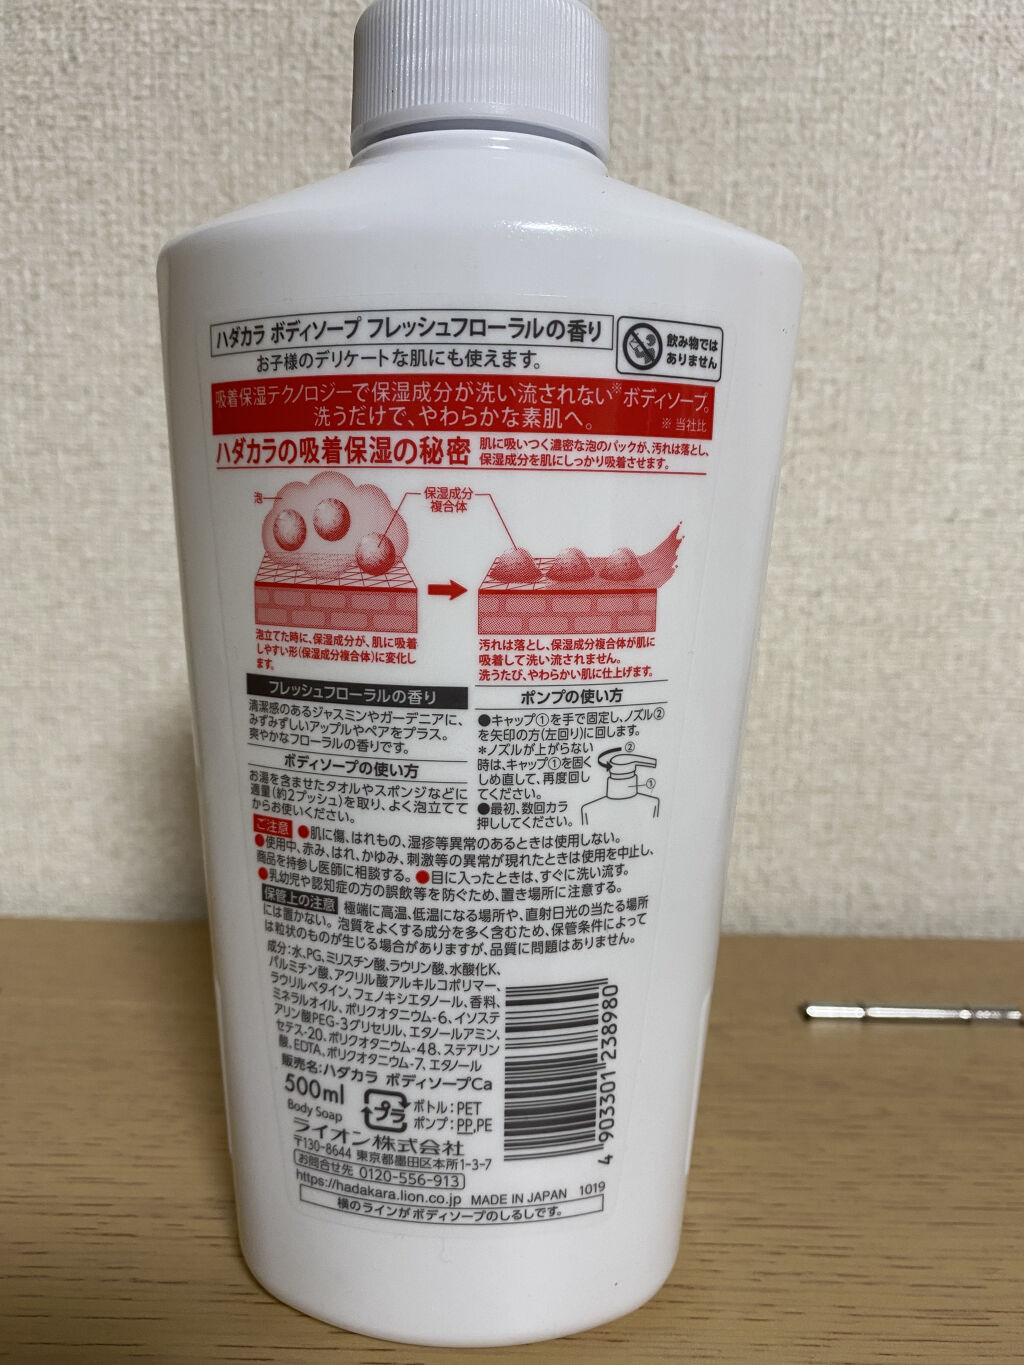 ハダカラ ボディソープ フレッシュフローラルの香り
お子様のデリケートな肌にも使えます。
飲み物では
ありません
吸着保湿テクノロジーで保湿成分が洗い流されない※ボディソープ。
洗うだけで、やわらかな素肌へ。
※ 当社比
ハダカラの吸着保湿の秘密
肌に吸いつく濃密な泡のパックが、汚れは落とし、
保湿成分を肌にしっかり吸着させます。
泡
保湿成分
複合体
泡立てた時に、保湿成分が、肌に吸着
しやすい形(保湿成分複合体)に変化し
ます。
汚れは落とし、保湿成分複合体が肌に
吸着して洗い流されません。
洗うたび、やわらかい肌に仕上げます。
フレッシュフローラルの香り
清潔感のあるジャスミンやガーデニアに、
みずみずしいアップルやペアをプラス。
爽やかなフローラルの香りです。
ボディソープの使い方
お湯を含ませたタオルやスポンジなどに
適量(約2プッシュ)を取り、よく泡立てて
からお使いください。
ポンプの使い方
●キャップ①を手で固定し、ノズル②
を矢印の方(左回り)に回します。
*ノズルが上がらない
時は、キャップ①を固く
しめ直して、再度回し
てください。
●最初、数回カラ
押ししてください。
②
①
ご注意 ●肌に傷、はれもの、湿疹等異常のあるときは使用しない。
●使用中、赤み、はれ、かゆみ、刺激等の異常が現れたときは使用を中止し、
商品を持参し医師に相談する。●目に入ったときは、すぐに洗い流す。
●乳幼児や認知症の方の誤飲等を防ぐため、置き場所に注意する。
保管上の注意 極端に高温、低温になる場所や、直射日光の当たる場所
には置かない。泡質をよくする成分を多く含むため、保管条件によって
は粒状のものが生じる場合がありますが、品質に問題はありません。
成分:水、PG、ミリスチン酸、ラウリン酸、水酸化K、
パルミチン酸、アクリル酸アルキルコポリマー、
ラウリルベタイン、フェノキシエタノール、香料、
ミネラルオイル、ポリクオタニウム-6、イソステ
アリン酸PEG-3グリセリル、エタノールアミン、
セテス-20、ポリクオタニウム-48、ステアリン
酸、EDTA、ポリクオタニウム-7、エタノール
販売名:ハダカラ ボディソープCa
500ml
Body Soap
プラ
ボトル:PET
ポンプ:PP,PE
ライオン株式会社
〒130-8644 東京都墨田区本所1-3-7
お問合せ先 0120-556-913
https://hadakara.lion.co.jp MADE IN JAPAN 1019
横のラインがボディソープのしるしです。
4 903301 238980